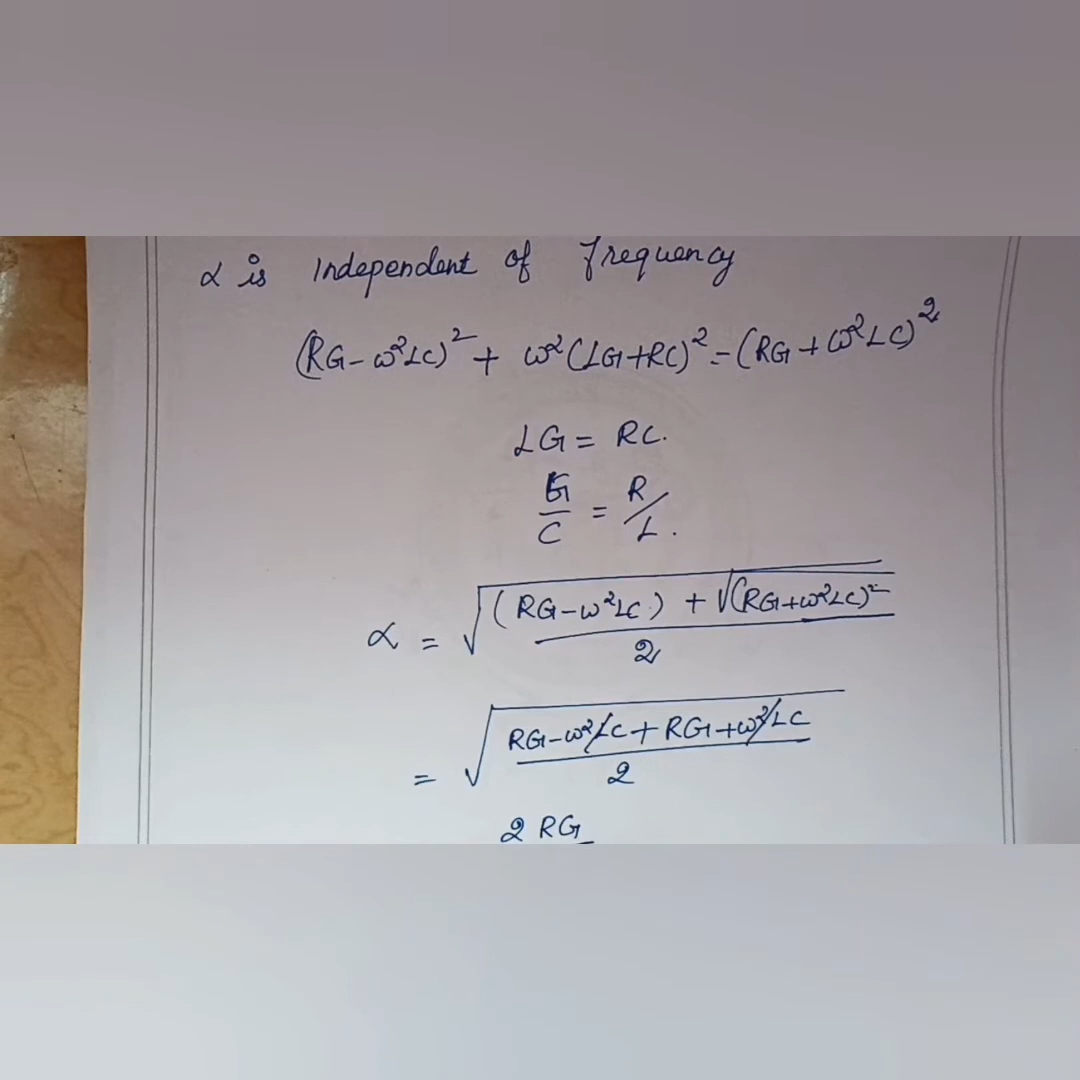 α is Independent of frequency
(RG-ω²LC)² + ω²(LG+RC)² = (RG+ω²LC)²
LG = RC.
G/C = R/L.
α = √(((RG-ω²LC) + √(RG+ω²LC)²)/2)
= √((RG-ω²LC+RG+ω²LC)/2)
2 RG